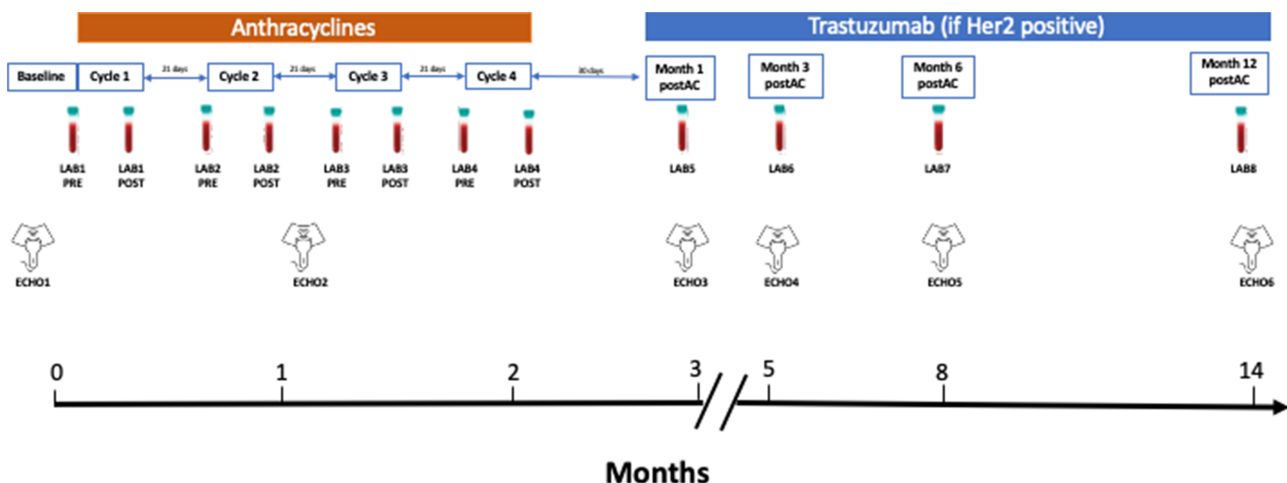 Anthracyclines
Trastuzumab (if Her2 positive)
Baseline
Cycle 1
21 days
Cycle 2
21 days
Cycle 3
21 days
Cycle 4
30 days
Month 1
postAC
Month 3
postAC
Month 6
postAC
Month 12
postAC
LAB1
PRE
LAB1
POST
LAB2
PRE
LAB2
POST
LAB3
PRE
LAB3
POST
LAB4
PRE
LAB4
POST
LAB5
LAB6
LAB7
LAB8
ECHO1
ECHO2
ECHO3
ECHO4
ECHO5
ECHO6
0
1
2
3
5
8
14
Months